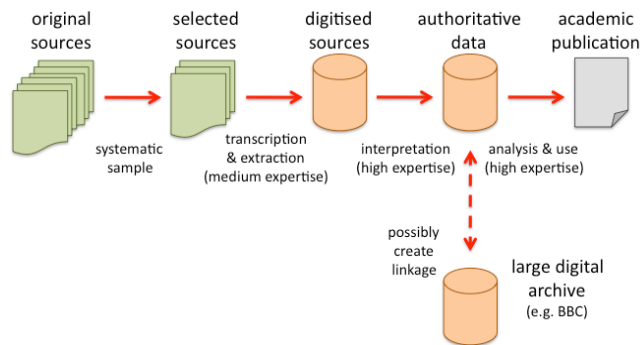 original
sources
selected
sources
digitised
sources
authoritative
data
academic
publication
systematic
sample
transcription
& extraction
(medium expertise)
interpretation
(high expertise)
analysis & use
(high expertise)
possibly
create
linkage
large digital
archive
(e.g. BBC)